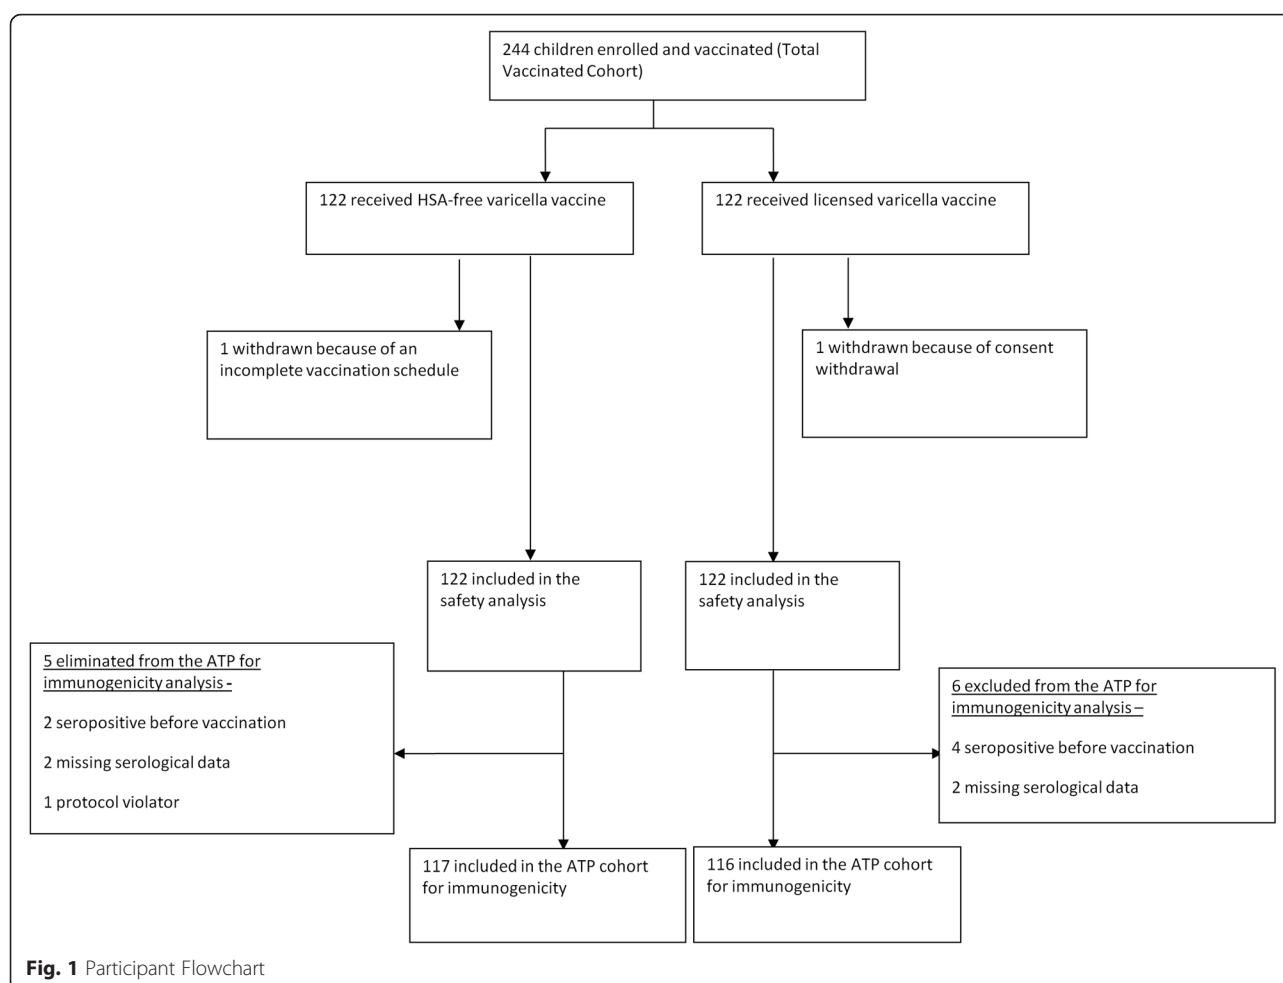 244 children enrolled and vaccinated (Total
Vaccinated Cohort)
122 received HSA-free varicella vaccine
122 received licensed varicella vaccine
1 withdrawn because of an
incomplete vaccination schedule
1 withdrawn because of consent
withdrawal
122 included in the
safety analysis
122 included in the
safety analysis
5 eliminated from the ATP for
immunogenicity analysis -
2 seropositive before vaccination
2 missing serological data
1 protocol violator
6 excluded from the ATP for
immunogenicity analysis –
4 seropositive before vaccination
2 missing serological data
117 included in the ATP cohort
for immunogenicity
116 included in the ATP cohort
for immunogenicity
Fig. 1 Participant Flowchart